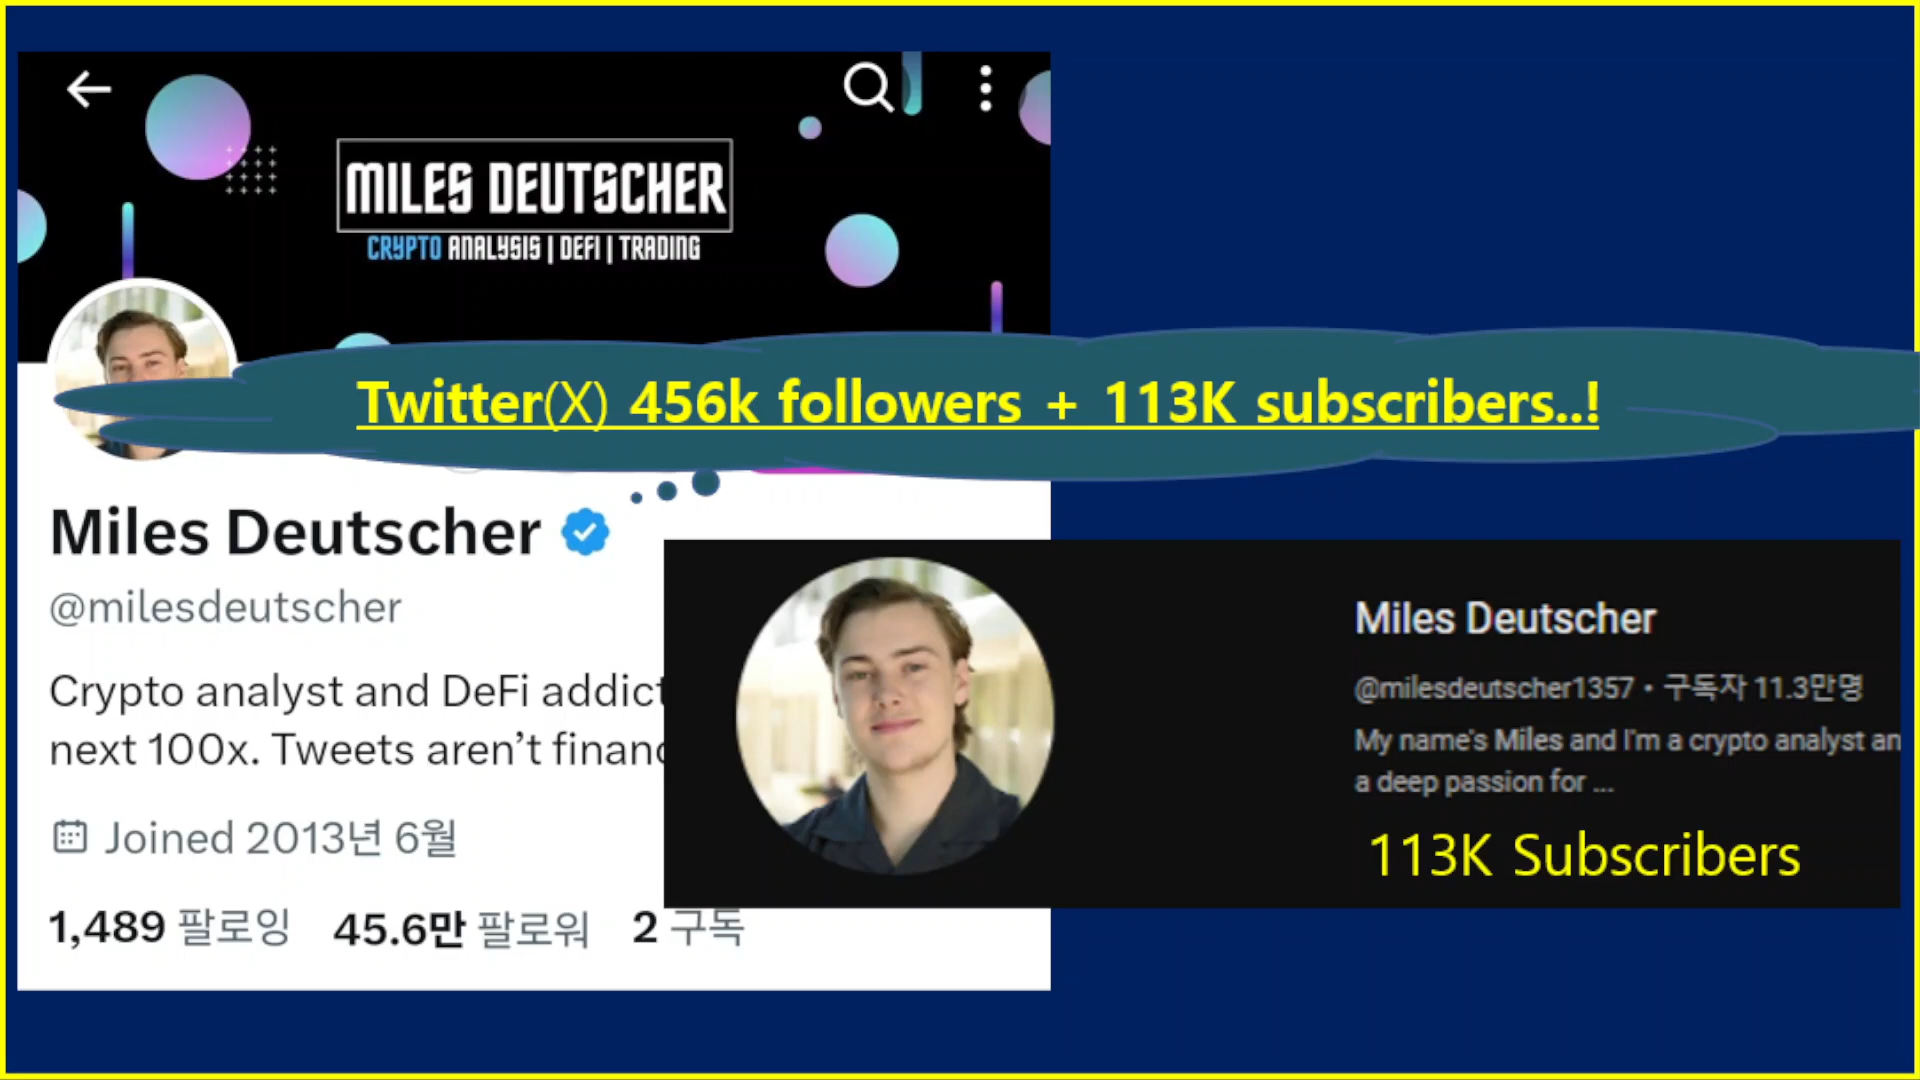 MILES DEUTSCHER
CRYPTO ANALYSIS | DEFI | TRADING
Twitter(X) 456k followers + 113K subscribers..!
Miles Deutscher
@milesdeutscher
Crypto analyst and DeFi addict
next 100x. Tweets aren't financ
Joined 2013년 6월
1,489 팔로잉 45.6만 팔로워 2 구독
Miles Deutscher
@milesdeutscher1357 • 구독자 11.3만명
My name's Miles and I'm a crypto analyst an
a deep passion for ...
113K Subscribers